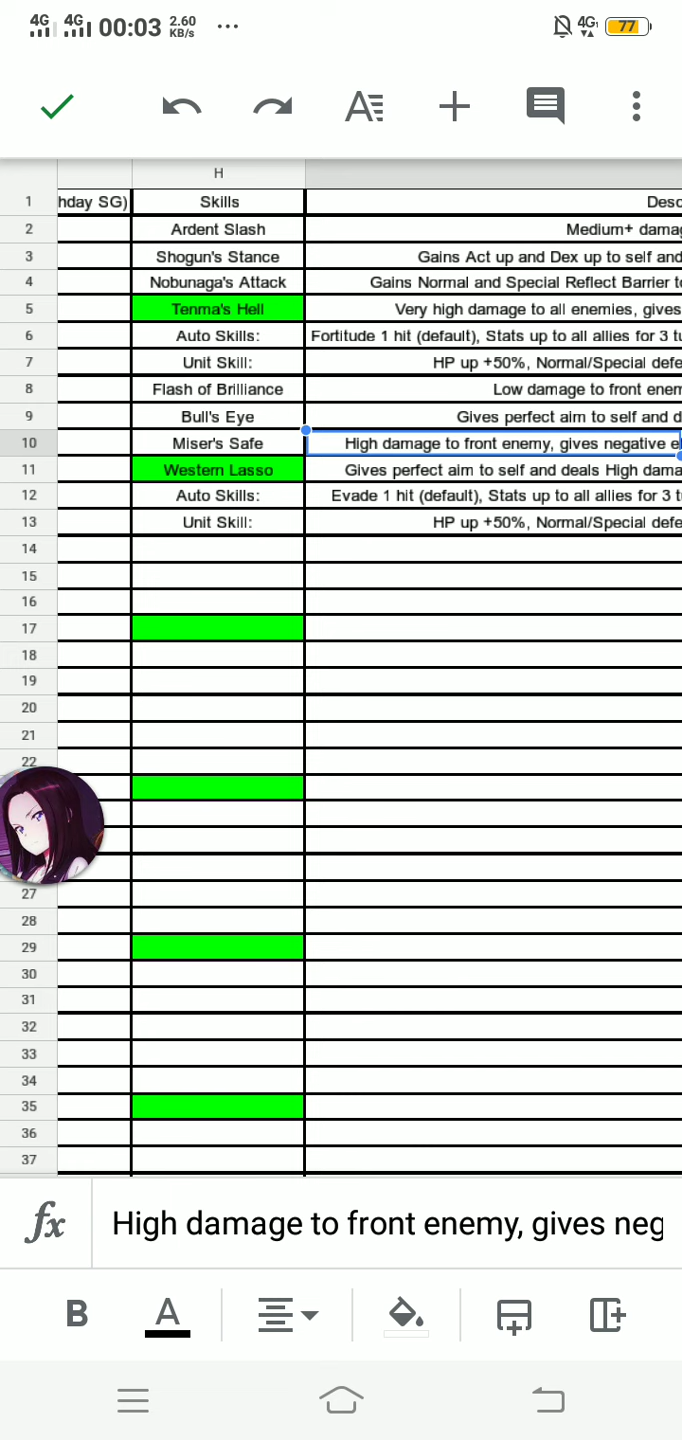 4G 4G 00:03 2.60 KB/s ... 4G 77
H
1 hday SG) Skills Desc
2 Ardent Slash Medium+ damag
3 Shogun's Stance Gains Act up and Dex up to self and
4 Nobunaga's Attack Gains Normal and Special Reflect Barrier to
5 Tenma's Hell Very high damage to all enemies, gives
6 Auto Skills: Fortitude 1 hit (default), Stats up to all allies for 3 tu
7 Unit Skill: HP up +50%, Normal/Special defe
8 Flash of Brilliance Low damage to front enem
9 Bull's Eye Gives perfect aim to self and d
10 Miser's Safe High damage to front enemy, gives negative e
11 Western Lasso Gives perfect aim to self and deals High dama
12 Auto Skills: Evade 1 hit (default), Stats up to all allies for 3 tu
13 Unit Skill: HP up +50%, Normal/Special defe
14
15
16
17
18
19
20
21
22
27
28
29
30
31
32
33
34
35
36
37
fx High damage to front enemy, gives neg
B A